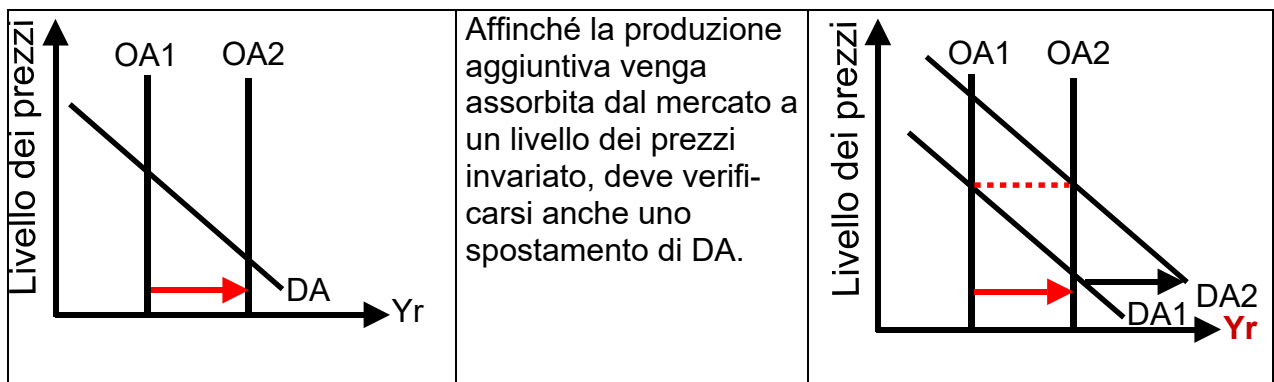 Livello dei prezzi
OA1 OA2
DA
Yr
Affinché la produzione
aggiuntiva venga
assorbita dal mercato a
un livello dei prezzi
invariato, deve verifi-
carsi anche uno
spostamento di DA.
Livello dei prezzi
OA1 OA2
DA2
DA1
Yr